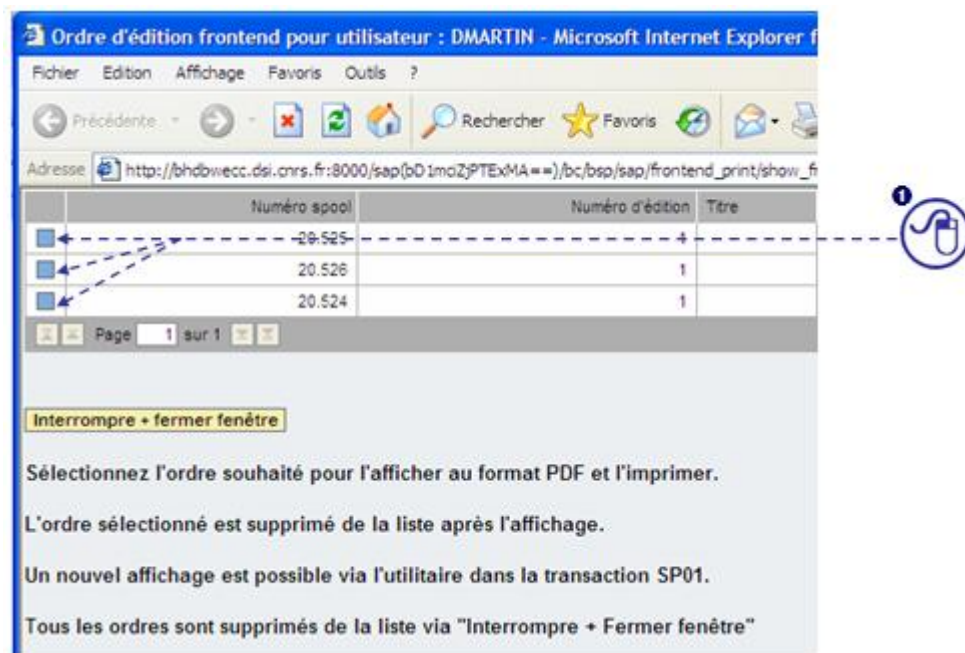 Ordre d'édition frontend pour utilisateur : DMARTIN - Microsoft Internet Explorer f
Fichier Edition Affichage Favoris Outils ?
Précédente Rechercher Favoris
Adresse http://bhdbwecc.dsi.cnrs.fr:8000/sap(bD1mciZjPTExMA==)/bc/bsp/sap/frontend_print/show_f
Numéro spool Numéro d'édition Titre
1
20.525 1
20.526 1
20.524 1
Page 1 sur 1
Interrompre + fermer fenêtre
Sélectionnez l'ordre souhaité pour l'afficher au format PDF et l'imprimer.
L'ordre sélectionné est supprimé de la liste après l'affichage.
Un nouvel affichage est possible via l'utilitaire dans la transaction SP01.
Tous les ordres sont supprimés de la liste via "Interrompre + Fermer fenêtre"